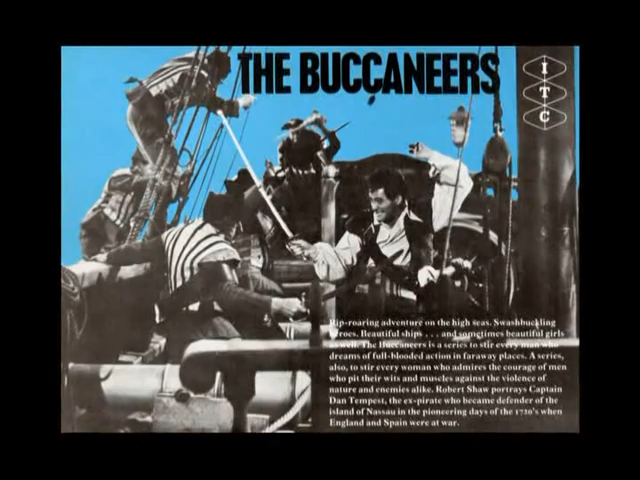 THE BUCCANEERS
I
T
C
Rip-roaring adventure on the high seas. Swashbuckling
heroes. Beautiful ships . . . and sometimes beautiful girls
as well. The Buccaneers is a series to stir every man who
dreams of full-blooded action in faraway places. A series,
also, to stir every woman who admires the courage of men
who pit their wits and muscles against the violence of
nature and enemies alike. Robert Shaw portrays Captain
Dan Tempest, the ex-pirate who became defender of the
island of Nassau in the pioneering days of the 1720's when
England and Spain were at war.